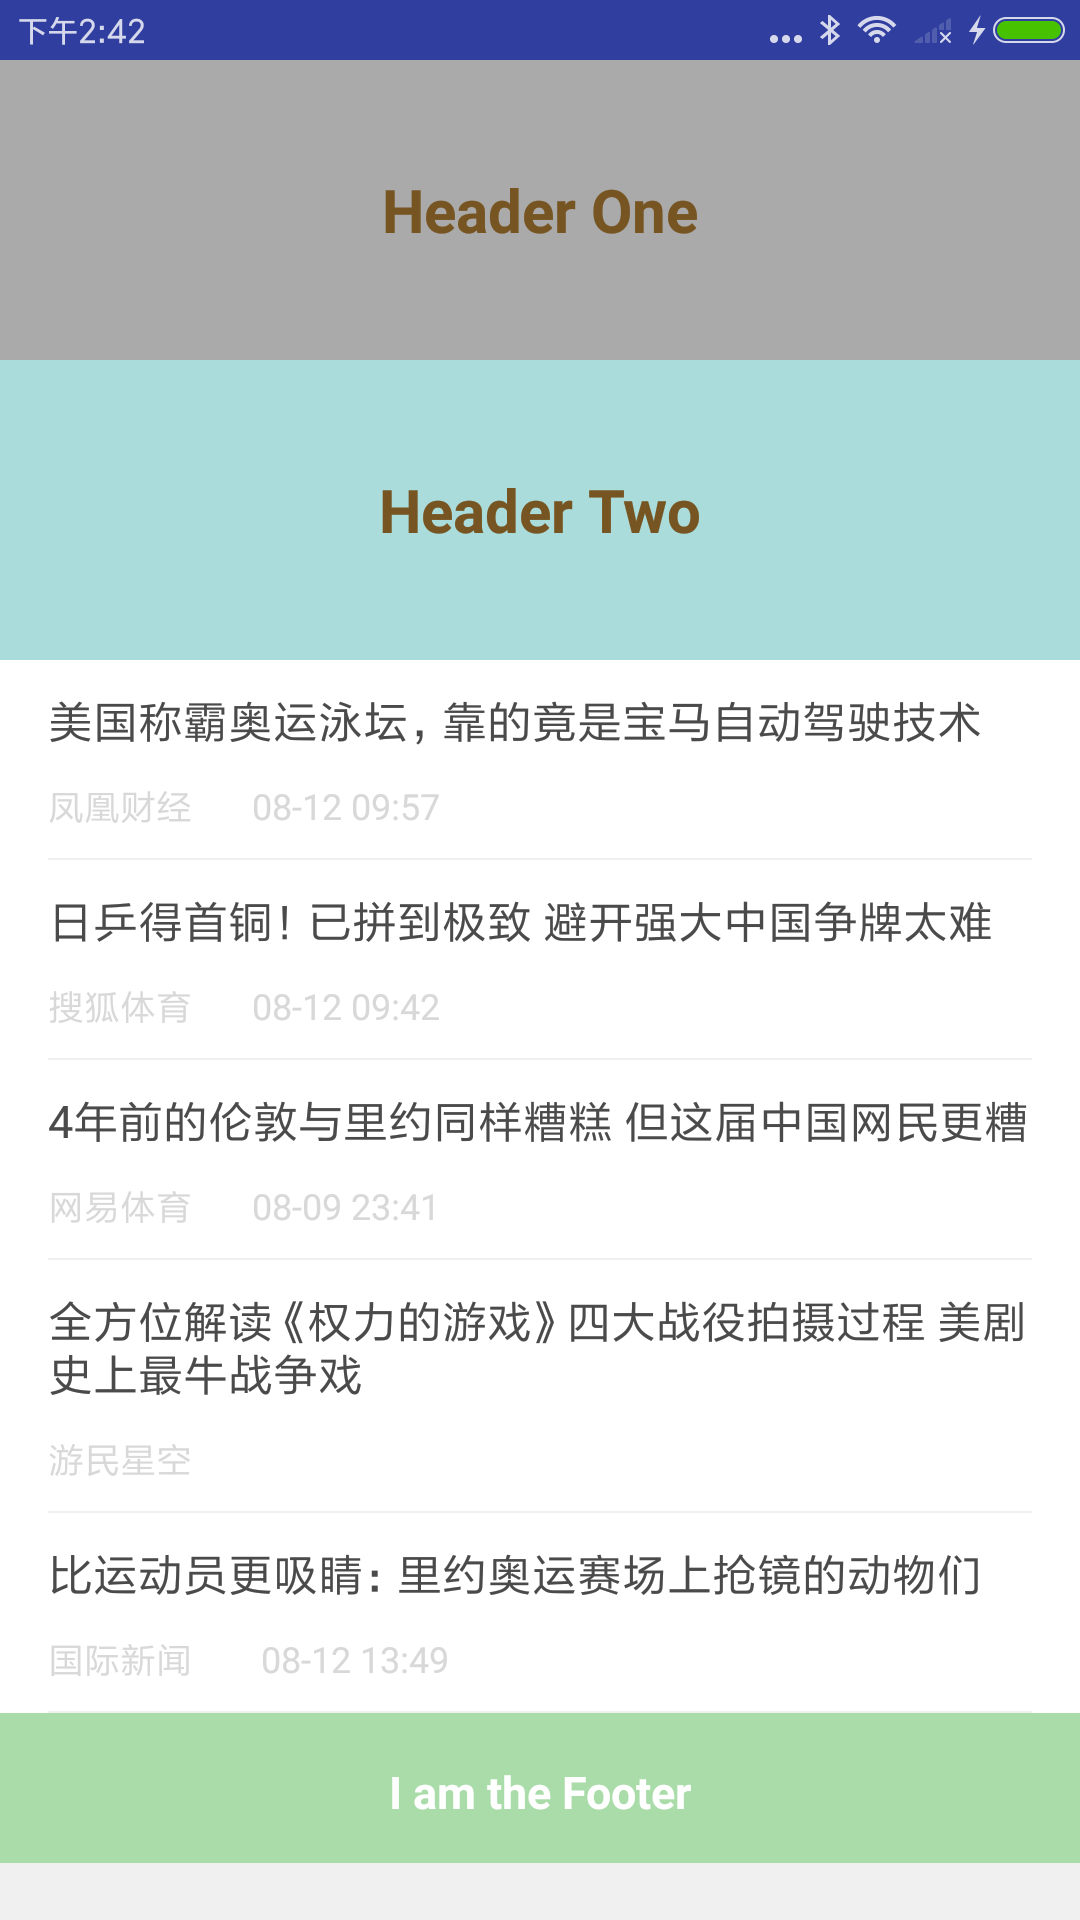 下午2:42
Header One
Header Two
美国称霸奥运泳坛，靠的竟是宝马自动驾驶技术
凤凰财经 08-12 09:57
日乒得首铜！已拼到极致 避开强大中国争牌太难
搜狐体育 08-12 09:42
4年前的伦敦与里约同样糟糕 但这届中国网民更糟
网易体育 08-09 23:41
全方位解读《权力的游戏》四大战役拍摄过程 美剧
史上最牛战争戏
游民星空
比运动员更吸睛：里约奥运赛场上抢镜的动物们
国际新闻 08-12 13:49
I am the Footer